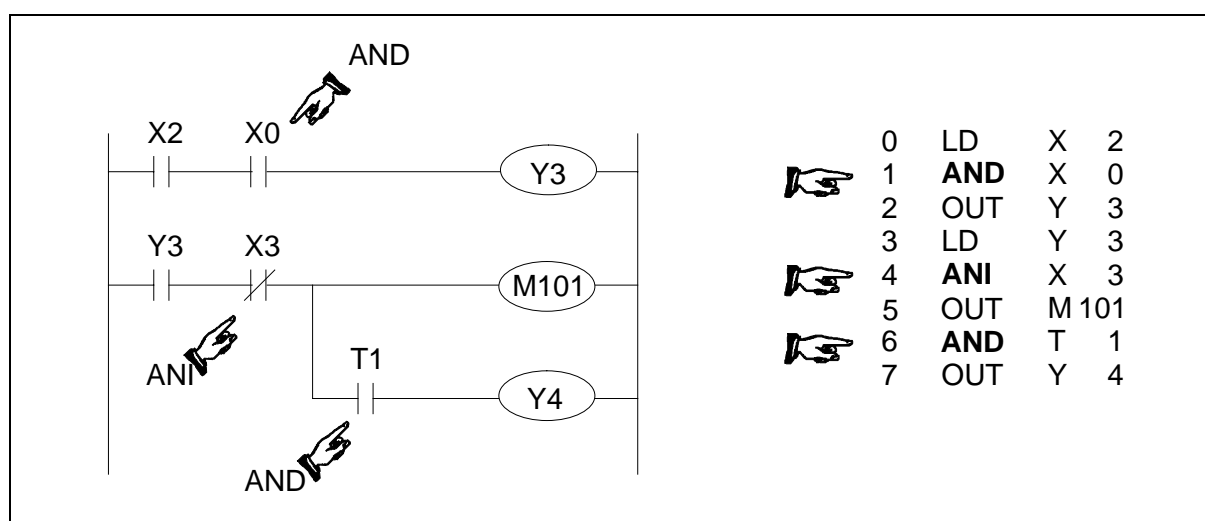 AND
X2 X0
Y3
Y3 X3
M101
ANI
T1
Y4
AND
0 LD X 2
1 AND X 0
2 OUT Y 3
3 LD Y 3
4 ANI X 3
5 OUT M 101
6 AND T 1
7 OUT Y 4